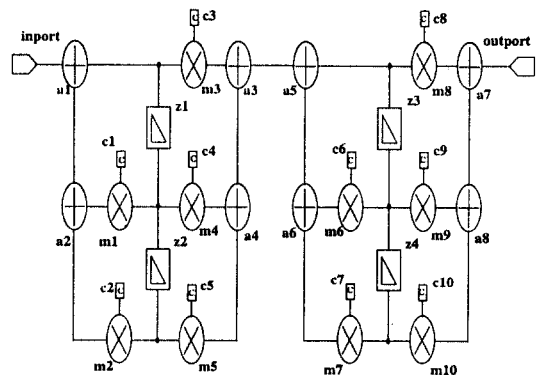 c3 c8
inport outport
a1 m3 a3 a5 m8 a7
z1 z3
c1 c4 c6 c9
a2 m1 z2 m4 a4 a6 m6 z4 m9 a8
c2 c5 c7 c10
m2 m5 m7 m10